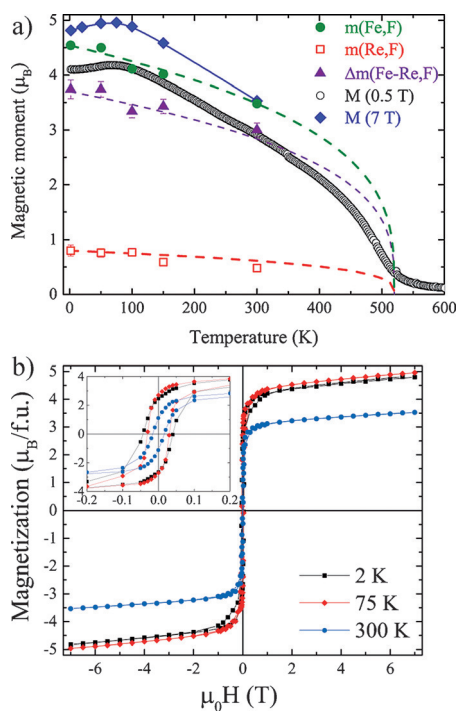 a)
m(Fe,F)
m(Re,F)
Δm(Fe-Re,F)
M (0.5 T)
M (7 T)
Magnetic moment (μB)
5
4
3
2
1
0
0 100 200 300 400 500 600
Temperature (K)
b)
Magnetization (μB/f.u.)
5
4
3
2
1
0
-1
-2
-3
-4
-5
4
2
0
-2
-4
-0.2 -0.1 0.0 0.1 0.2
2 K
75 K
300 K
-6 -4 -2 0 2 4 6
μ0H (T)